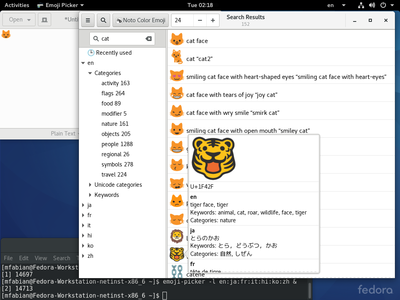 Activities
Emoji Picker
Tue 02:18
en
Open
*Untit
Noto Color Emoji
24
Search Results
152
cat
Recently used
en
Categories
activity 163
flags 264
food 89
modifier 5
nature 161
objects 205
people 1288
regional 26
symbols 278
travel 224
Unicode categories
Keywords
ja
fr
it
hi
ko
zh
cat face
cat “cat2”
smiling cat face with heart-shaped eyes “smiling cat face with heart-eyes”
cat face with tears of joy “joy cat”
cat face with wry smile “smirk cat”
smiling cat face with open mouth “smiley cat”
U+1F42F
en
tiger face, tiger
Keywords: animal, cat, roar, wildlife, face, tiger
Categories: nature
ja
とらのかお
Keywords: とら, どうぶつ, かお
Categories: 自然, しぜん
fr
Tête de tigre
catene
Plain Text
File Edit View Search
[mfabian@Fedora-Workstation-
[1] 14697
[mfabian@Fedora-Workstation-netinst-x86_6 ~]$ emoji-picker -l en:ja:fr:it:hi:ko:zh &
[2] 14713
[mfabian@Fedora-Workstation-netinst-x86_6 ~]$
fedora